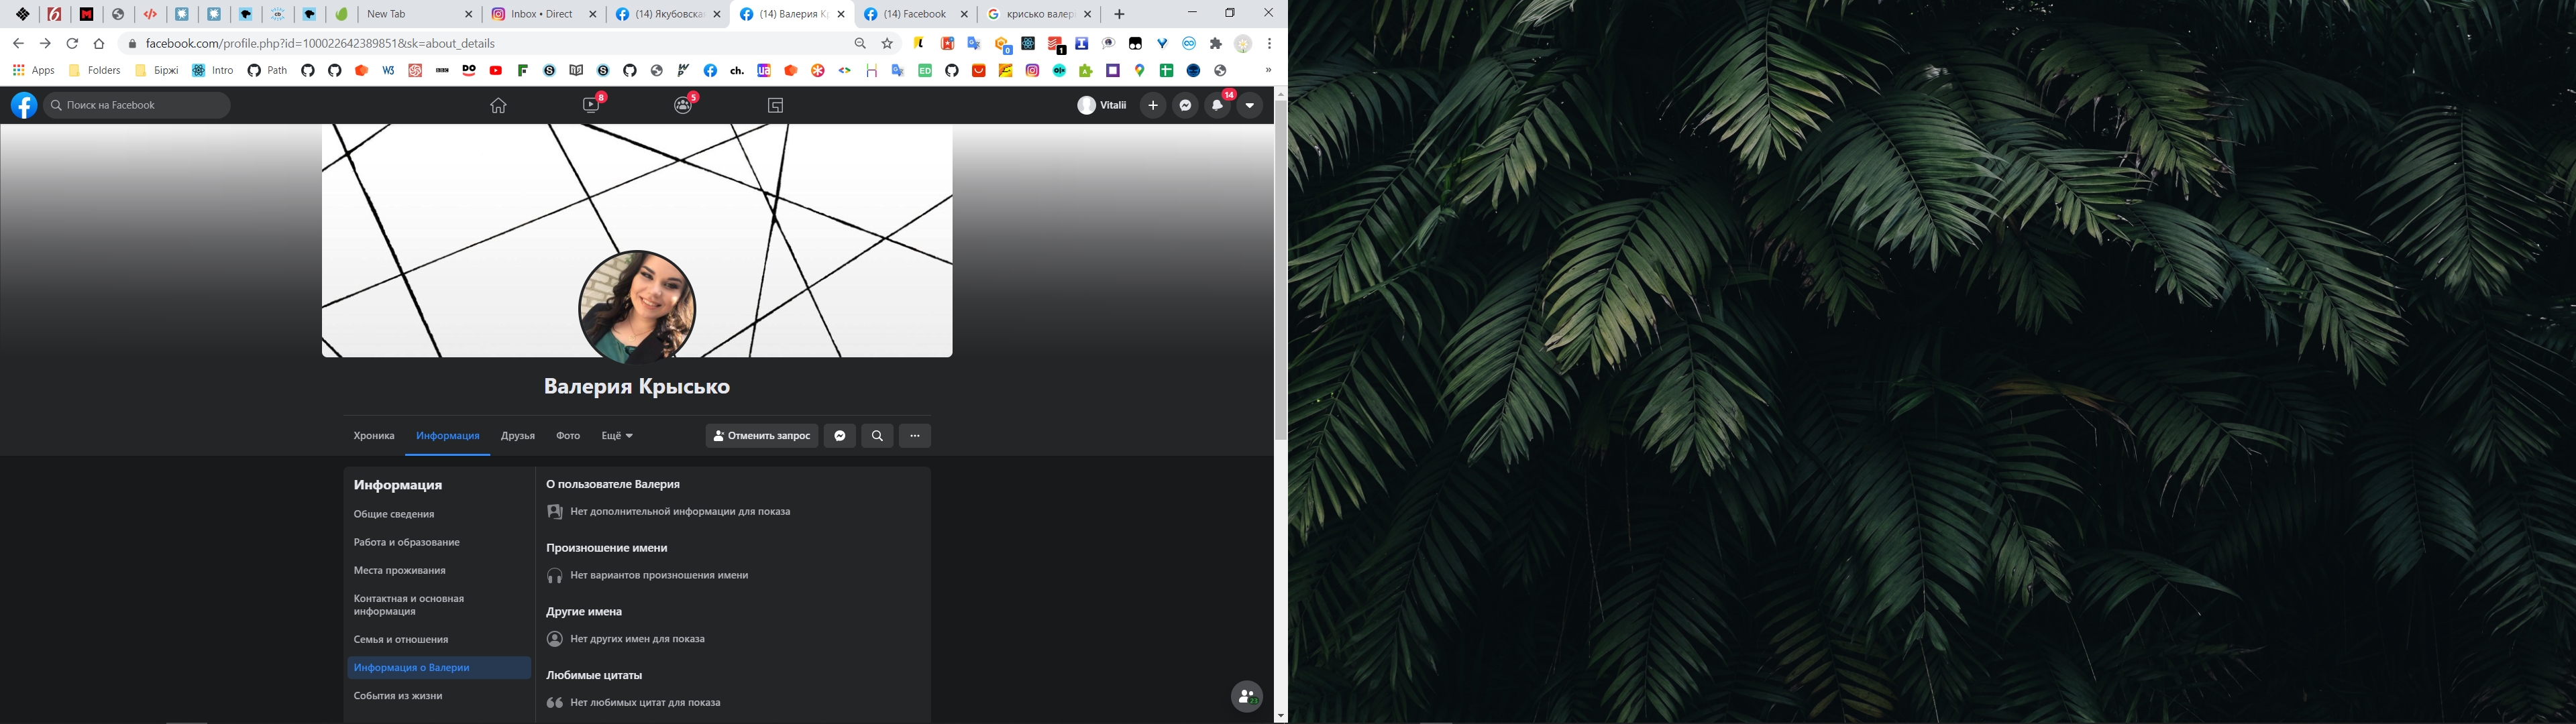 New Tab
Inbox • Direct
(14) Якубовска
(14) Валерия Кр
(14) Facebook
крисько валер
facebook.com/profile.php?id=100022642389851&sk=about_details
Apps
Folders
Біржі
Intro
Path
Поиск на Facebook
8
5
Vitalii
14
Валерия Крысько
Хроника
Информация
Друзья
Фото
Ещё
Отменить запрос
Информация
Общие сведения
Работа и образование
Места проживания
Контактная и основная
информация
Семья и отношения
Информация о Валерии
События из жизни
О пользователе Валерия
Нет дополнительной информации для показа
Произношение имени
Нет вариантов произношения имени
Другие имена
Нет других имен для показа
Любимые цитаты
Нет любимых цитат для показа